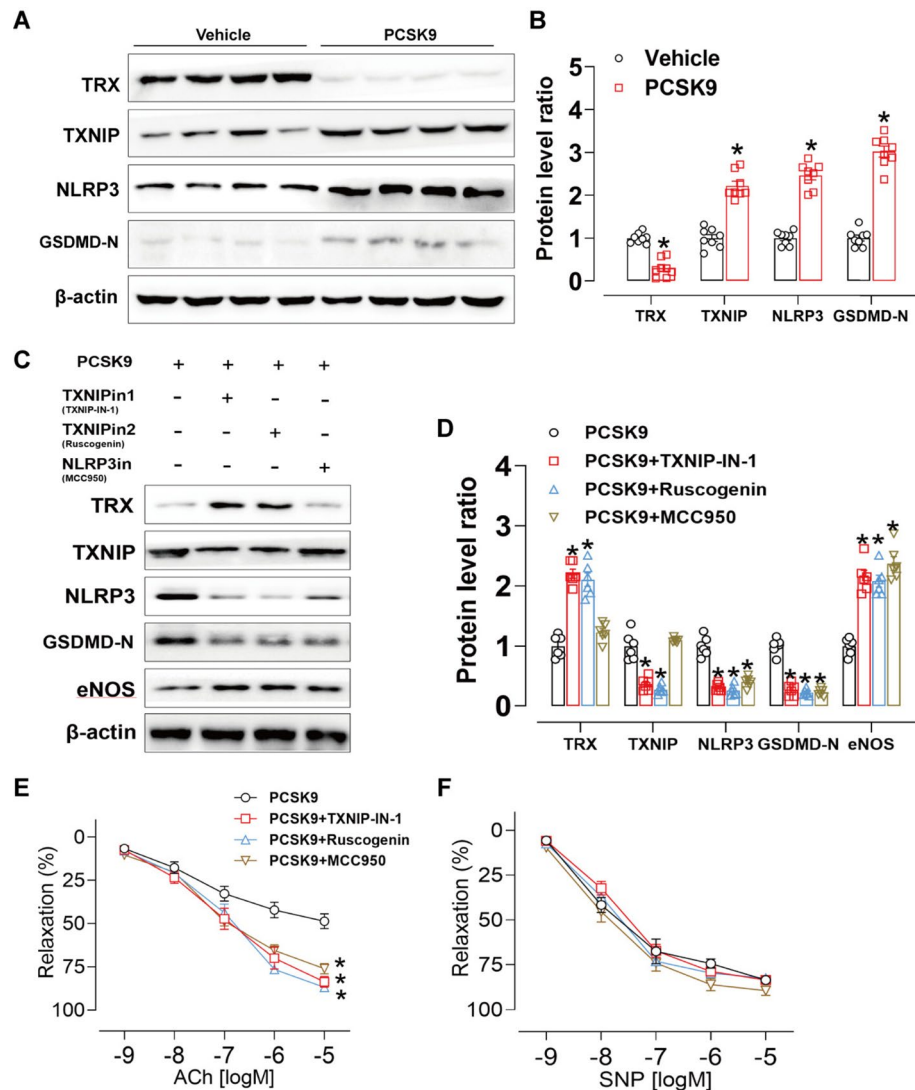 A
Vehicle PCSK9
TRX
TXNIP
NLRP3
GSDMD-N
β-actin
B
Vehicle
PCSK9
Protein level ratio
5
4
3
2
1
0
* * * *
TRX TXNIP NLRP3 GSDMD-N
C
PCSK9 + + + +
TXNIPin1 - + - -
(TXNIP-IN-1)
TXNIPin2 - - + -
(Ruscogenin)
NLRP3in - - - +
(MCC950)
TRX
TXNIP
NLRP3
GSDMD-N
eNOS
β-actin
D
PCSK9
PCSK9+TXNIP-IN-1
PCSK9+Ruscogenin
PCSK9+MCC950
Protein level ratio
4
3
2
1
0
* * * * * * * * * * * * *
TRX TXNIP NLRP3 GSDMD-N eNOS
E
PCSK9
PCSK9+TXNIP-IN-1
PCSK9+Ruscogenin
PCSK9+MCC950
Relaxation (%)
0
25
50
75
100
*
*
*
-9 -8 -7 -6 -5
ACh [logM]
F
Relaxation (%)
0
25
50
75
100
-9 -8 -7 -6 -5
SNP [logM]